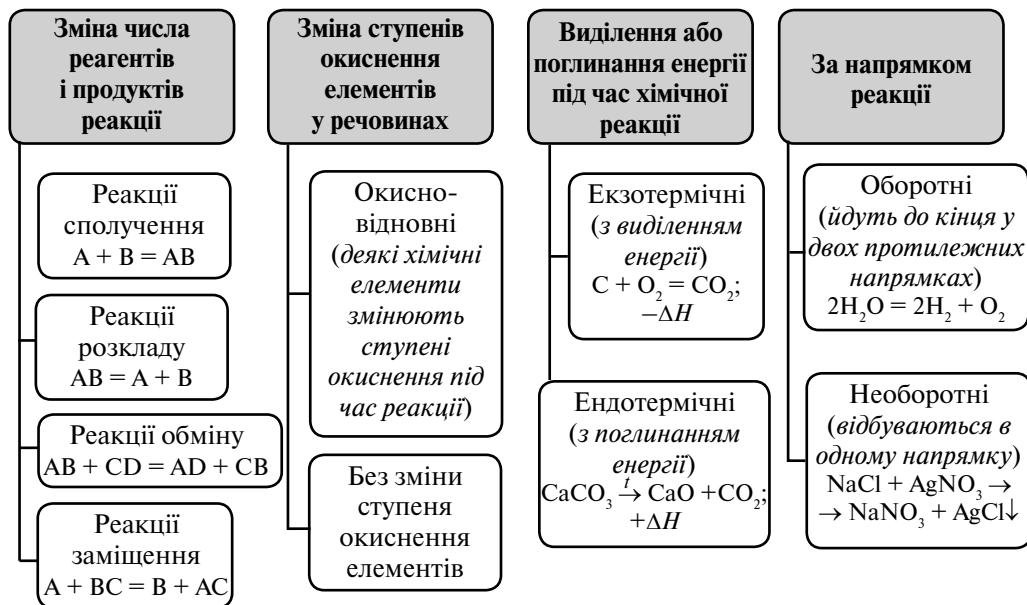 Зміна числа
реагентів
і продуктів
реакції
Реакції
сполучення
A + B = AB
Реакції
розкладу
AB = A + B
Реакції обміну
AB + CD = AD + CB
Реакції
заміщення
A + BC = B + AC
Зміна ступенів
окиснення
елементів
у речовинах
Окисно-
відновні
(деякі хімічні
елементи
змінюють
ступені
окиснення під
час реакції)
Без зміни
ступеня
окиснення
елементів
Виділення або
поглинання енергії
під час хімічної
реакції
Екзотермічні
(з виділенням
енергії)
C + O₂ = CO₂;
−ΔH
Ендотермічні
(з поглинанням
енергії)
t
CaCO₃ → CaO +CO₂;
+ΔH
За напрямком
реакції
Оборотні
(йдуть до кінця у
двох протилежних
напрямках)
2H₂O = 2H₂ + O₂
Необоротні
(відбуваються в
одному напрямку)
NaCl + AgNO₃ →
→ NaNO₃ + AgCl↓